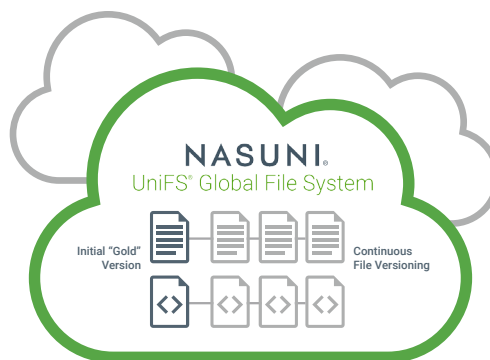 NASUNI®
UniFS® Global File System
Initial “Gold”
Version
Continuous
File Versioning